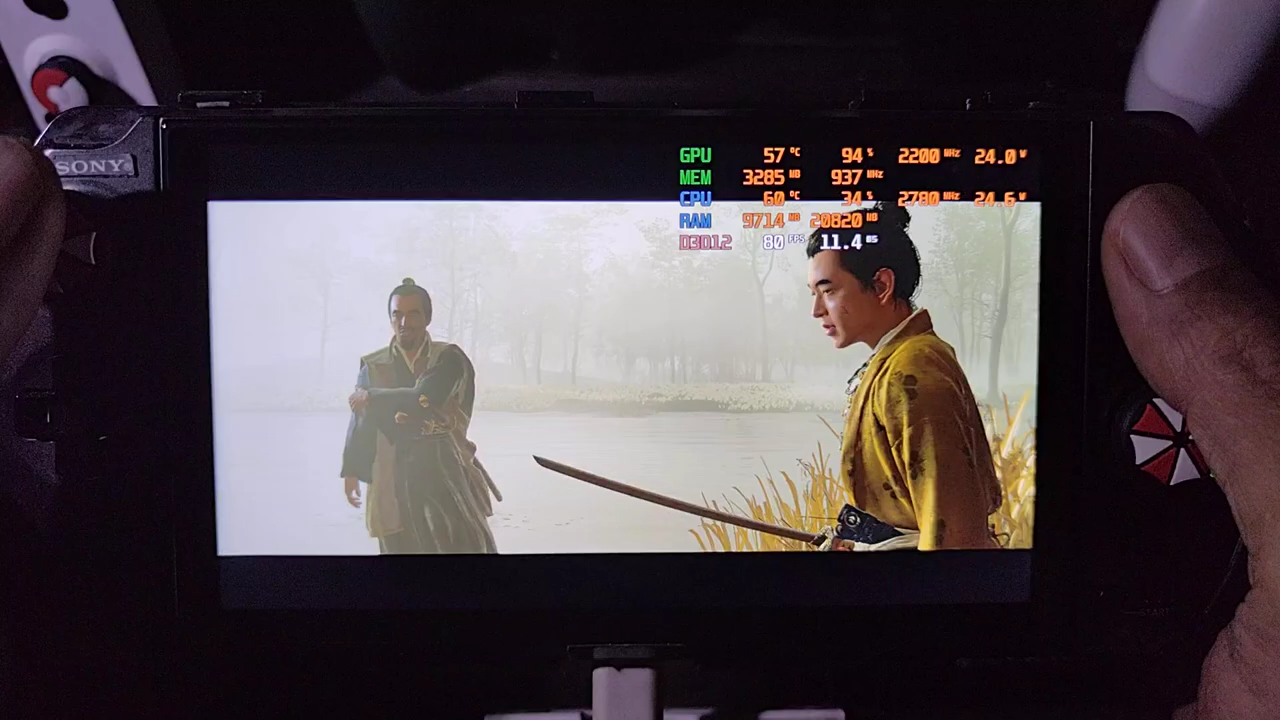 SONY
GPU 57 °C 94 % 2200 MHz 24.0 W
MEM 3285 MB 937 MHz
CPU 60 °C 34 % 2780 MHz 24.6 W
RAM 9714 MB 20820 MB
D3D12 80 FPS 11.4 ms